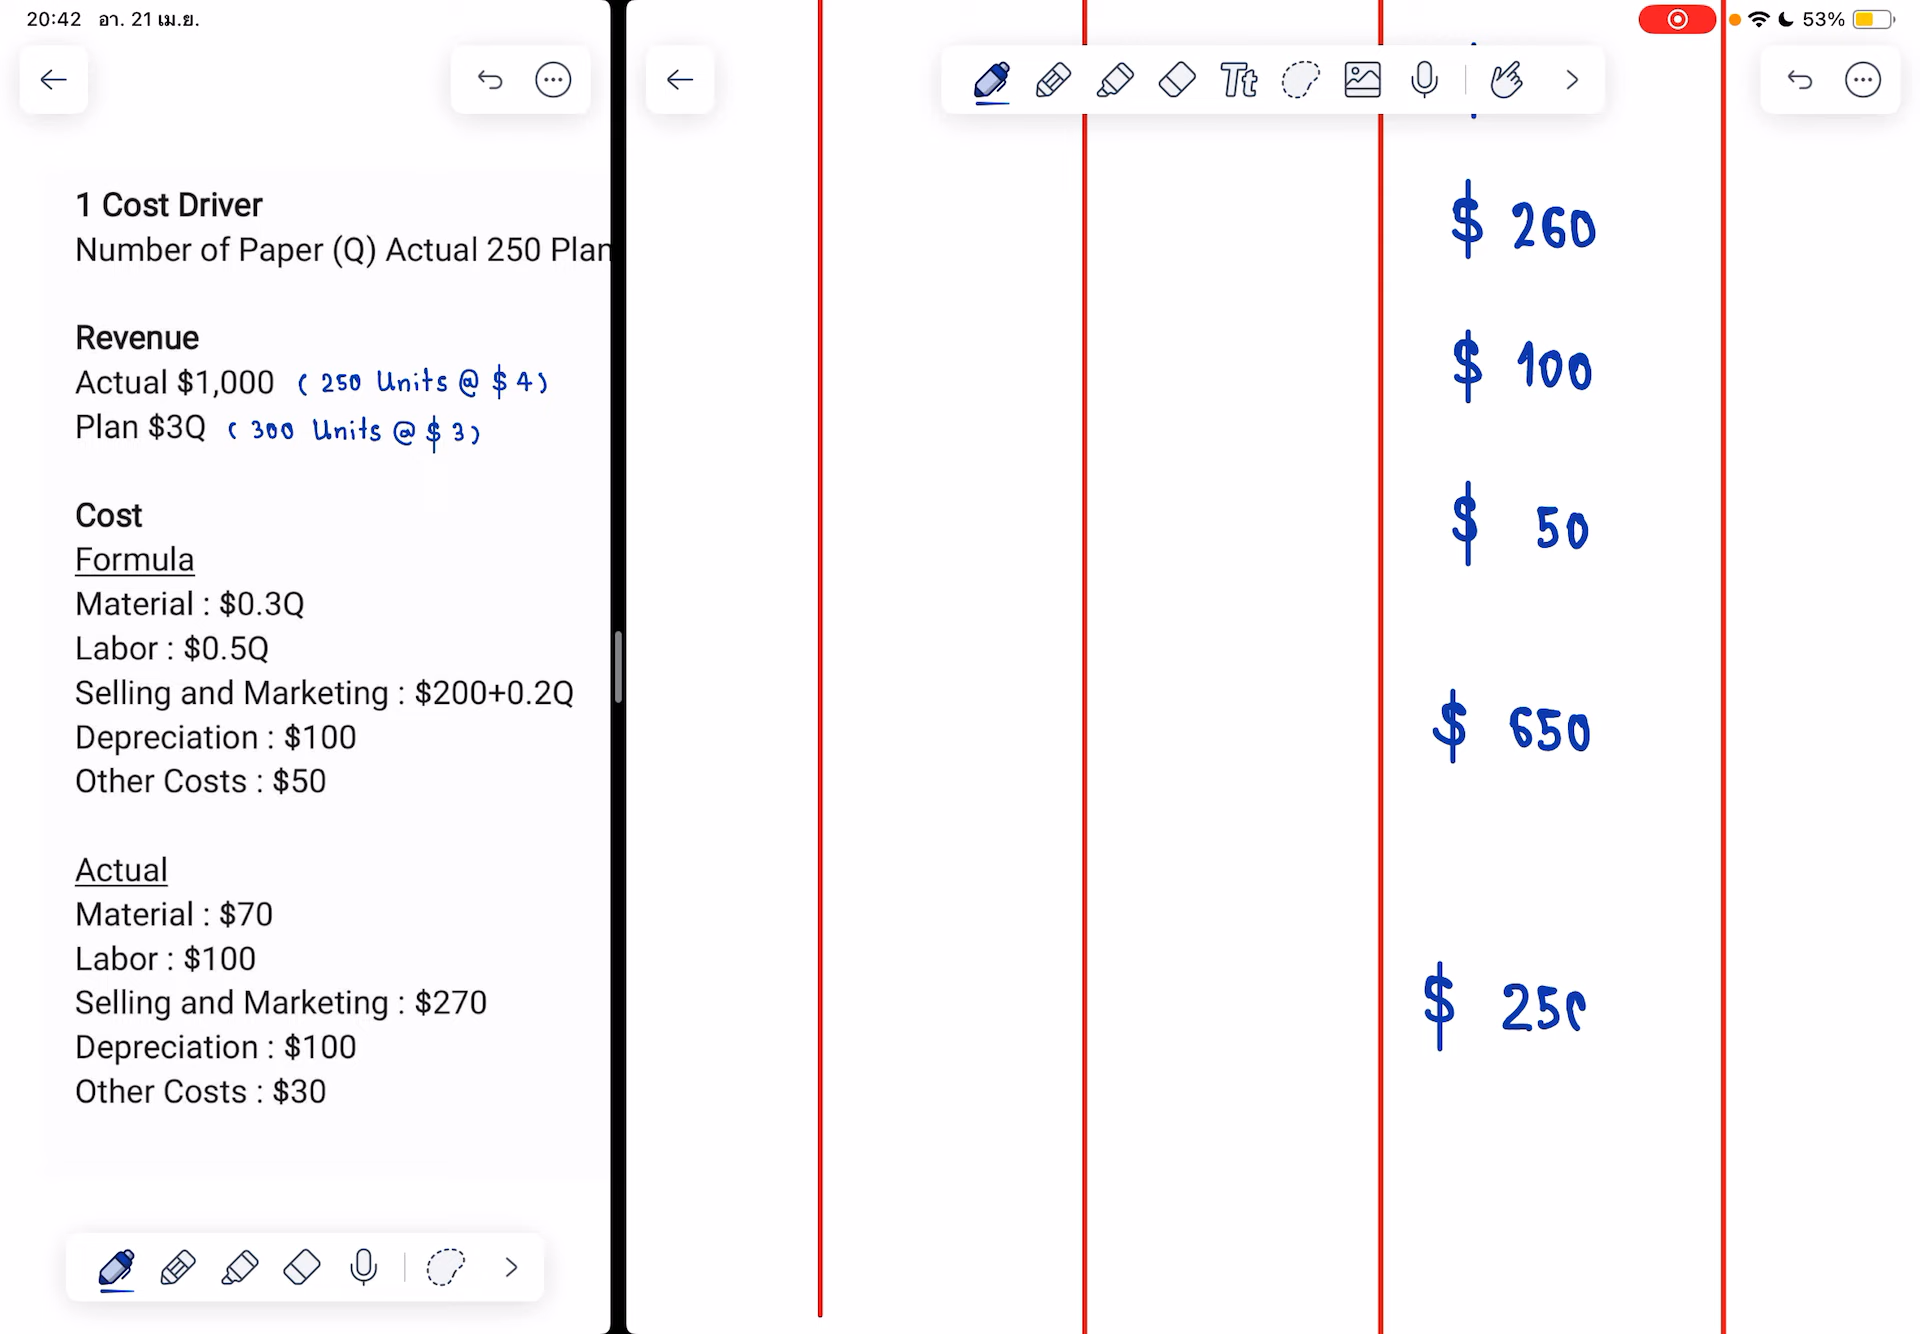 20:42 อา. 21 เม.ย.
53%
1 Cost Driver
Number of Paper (Q) Actual 250 Plan
Revenue
Actual $1,000 ( 250 Units @ $ 4 )
Plan $3Q ( 300 Units @ $ 3 )
Cost
Formula
Material : $0.3Q
Labor : $0.5Q
Selling and Marketing : $200+0.2Q
Depreciation : $100
Other Costs : $50
Actual
Material : $70
Labor : $100
Selling and Marketing : $270
Depreciation : $100
Other Costs : $30
Tt
$ 260
$ 100
$ 50
$ 650
$ 25